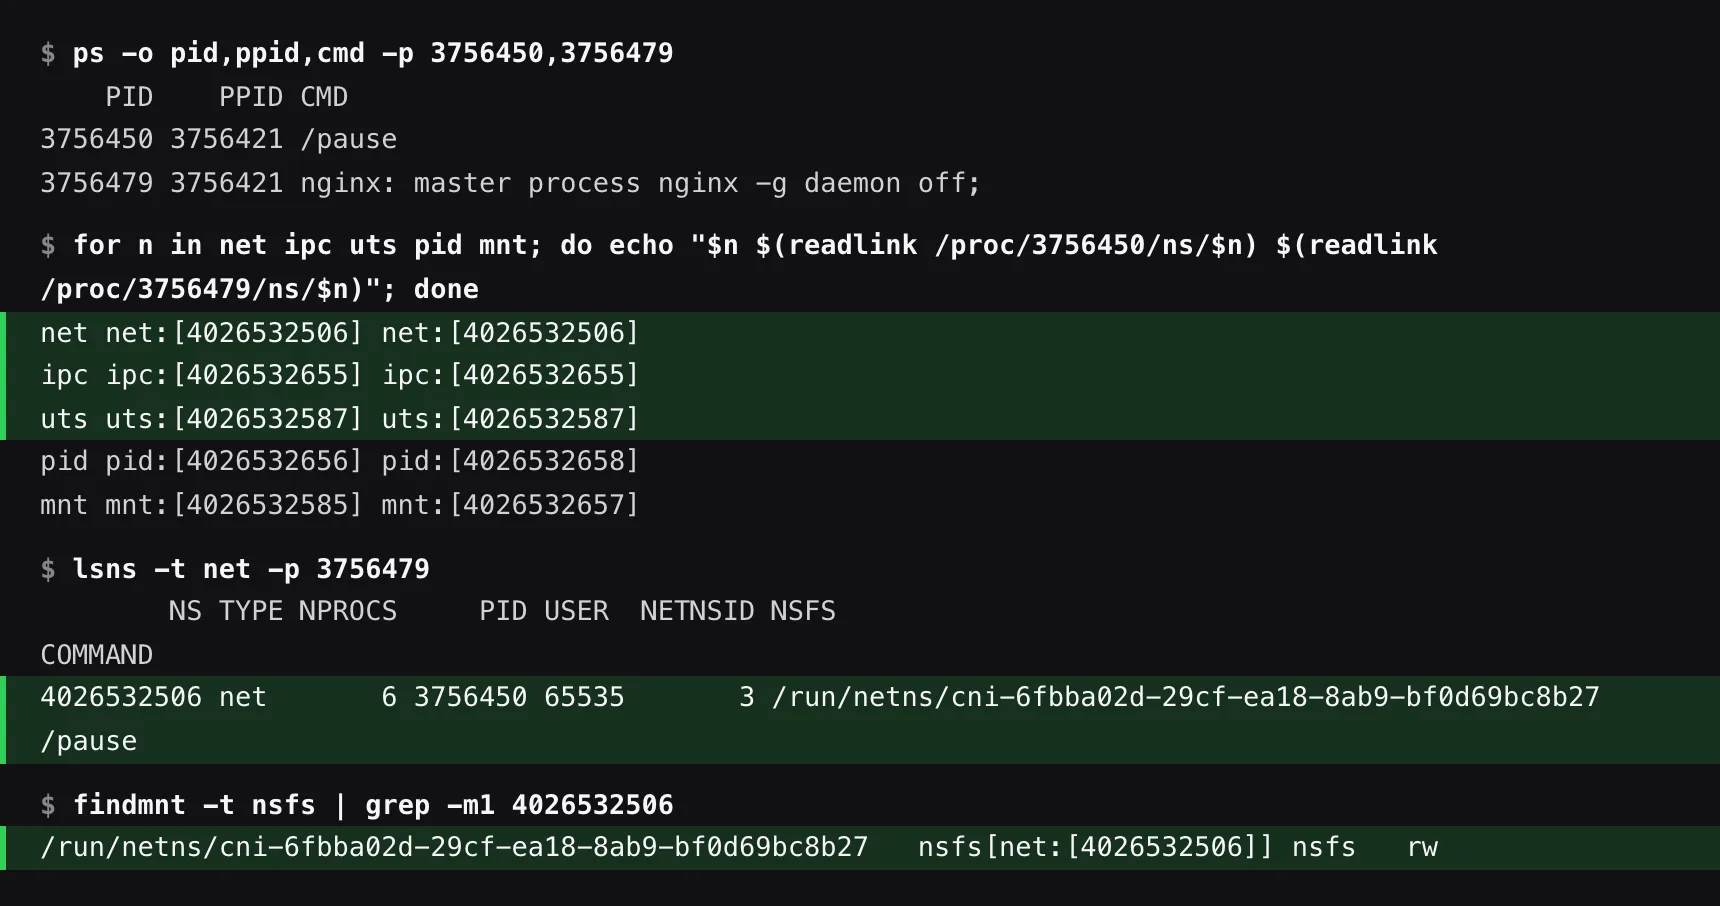 $ ps -o pid,ppid,cmd -p 3756450,3756479
    PID    PPID CMD
3756450 3756421 /pause
3756479 3756421 nginx: master process nginx -g daemon off;
$ for n in net ipc uts pid mnt; do echo "$n $(readlink /proc/3756450/ns/$n) $(readlink
/proc/3756479/ns/$n)"; done
net net:[4026532506] net:[4026532506]
ipc ipc:[4026532655] ipc:[4026532655]
uts uts:[4026532587] uts:[4026532587]
pid pid:[4026532656] pid:[4026532658]
mnt mnt:[4026532585] mnt:[4026532657]
$ lsns -t net -p 3756479
        NS TYPE NPROCS     PID USER  NETNSID NSFS
COMMAND
4026532506 net       6 3756450 65535       3 /run/netns/cni-6fbba02d-29cf-ea18-8ab9-bf0d69bc8b27
/pause
$ findmnt -t nsfs | grep -m1 4026532506
/run/netns/cni-6fbba02d-29cf-ea18-8ab9-bf0d69bc8b27   nsfs[net:[4026532506]] nsfs   rw